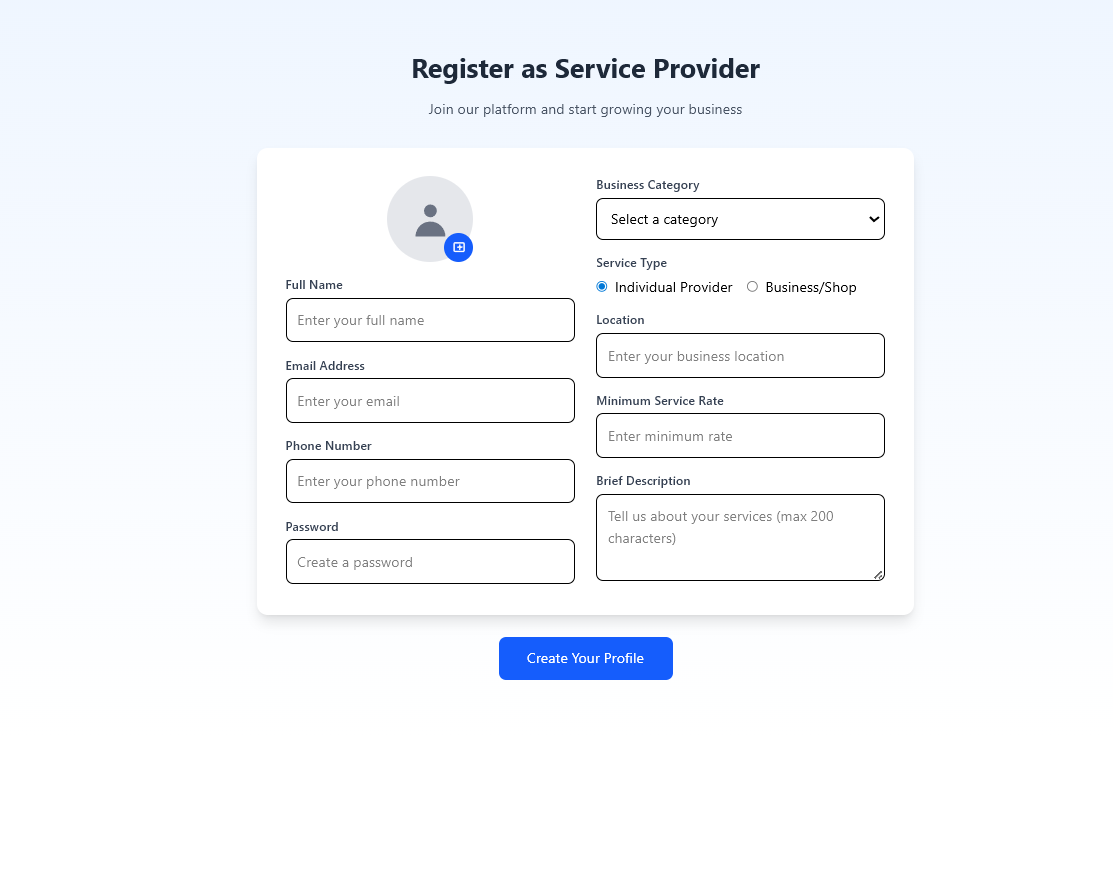 Register as Service Provider
Join our platform and start growing your business
Full Name
Enter your full name
Email Address
Enter your email
Phone Number
Enter your phone number
Password
Create a password
Business Category
Select a category
Service Type
Individual Provider Business/Shop
Location
Enter your business location
Minimum Service Rate
Enter minimum rate
Brief Description
Tell us about your services (max 200
characters)
Create Your Profile